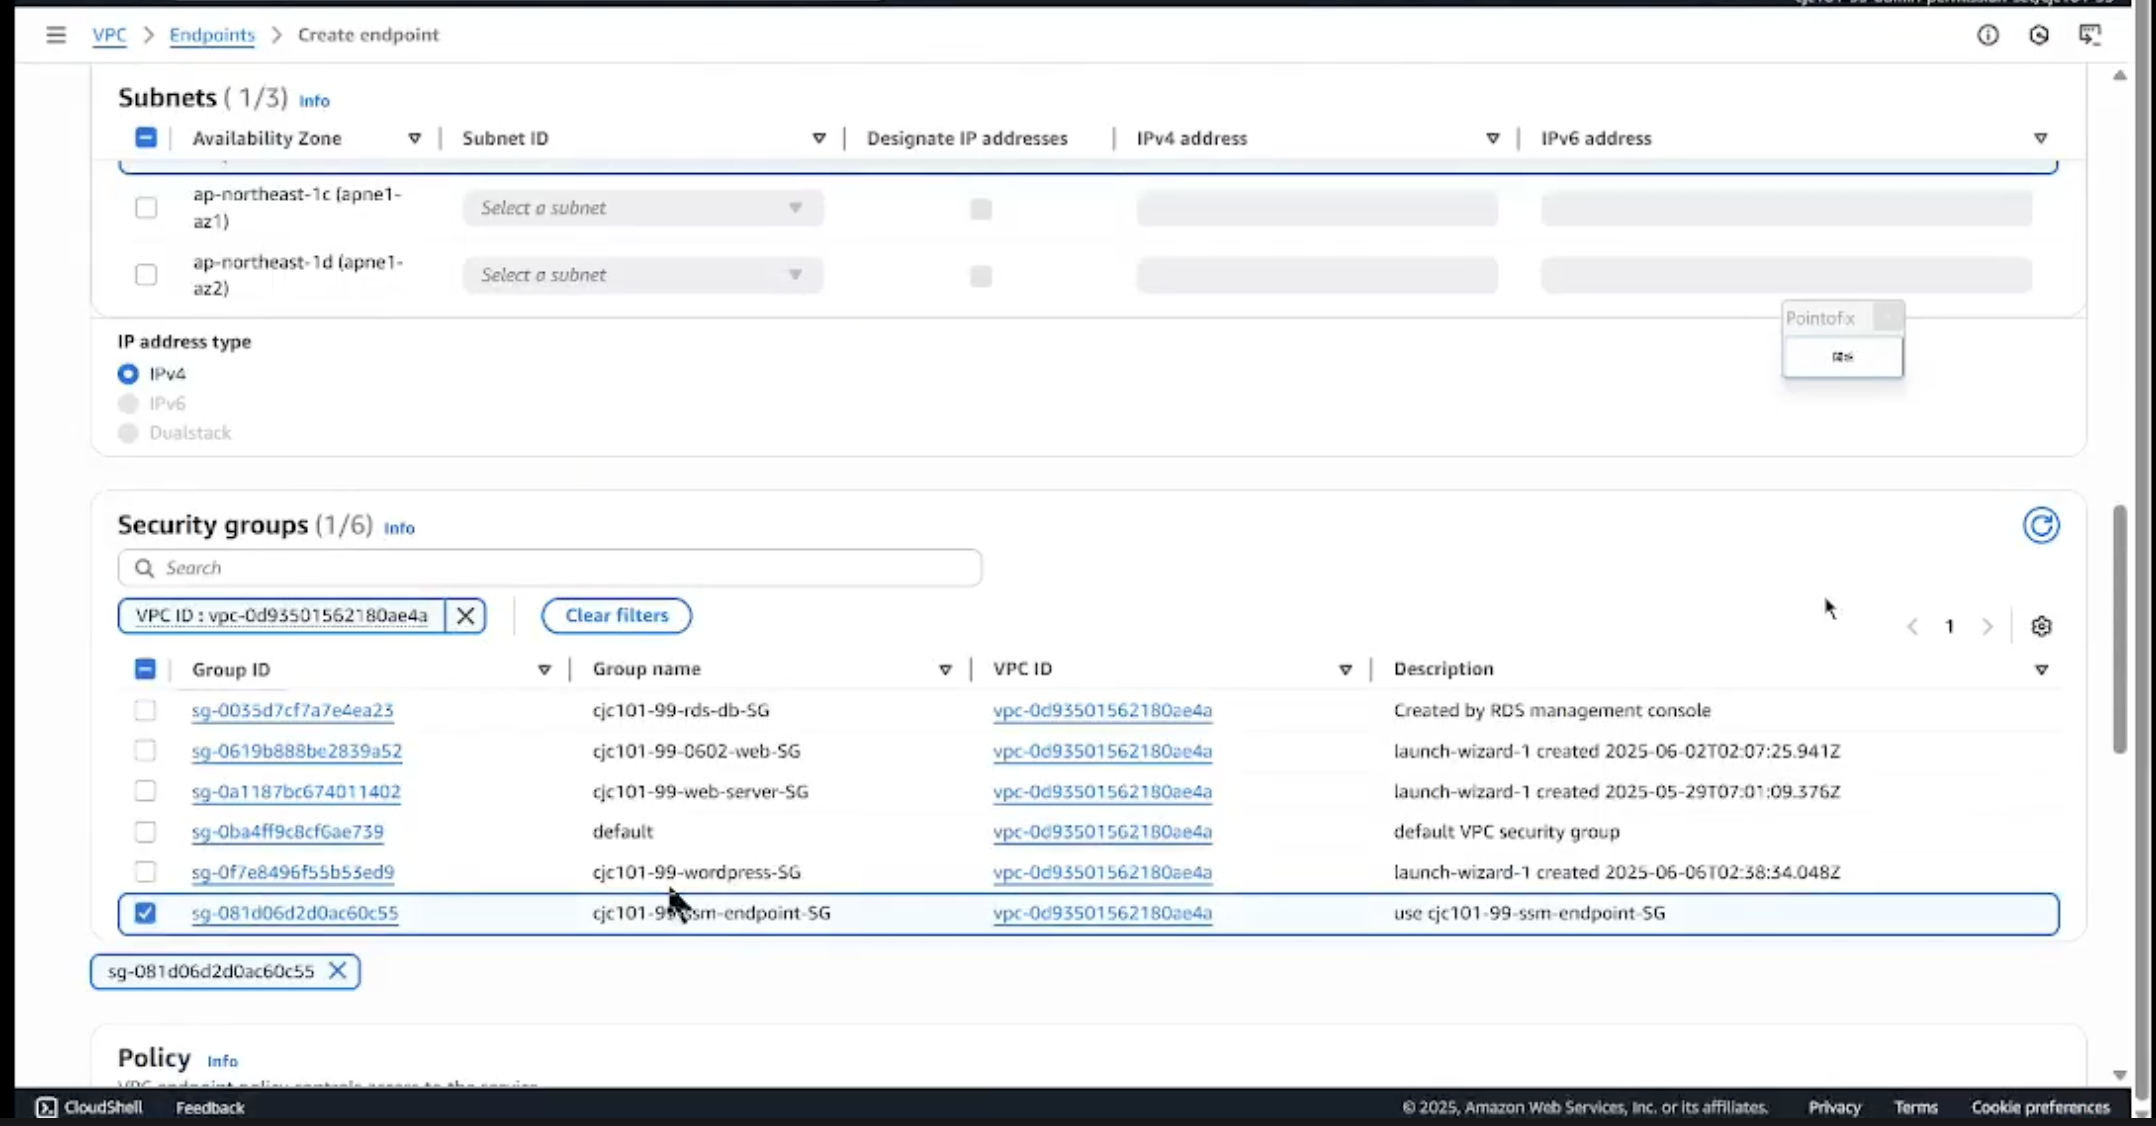 VPC > Endpoints > Create endpoint
Subnets ( 1/3) Info
Availability Zone Subnet ID Designate IP addresses IPv4 address IPv6 address
ap-northeast-1c (apne1-az1) Select a subnet
ap-northeast-1d (apne1-az2) Select a subnet
Pointofix
IP address type
IPv4
IPv6
Dualstack
Security groups (1/6) Info
Search
VPC ID : vpc-0d93501562180ae4a Clear filters
1
Group ID Group name VPC ID Description
sg-0035d7cf7a7e4ea23 cjc101-99-rds-db-SG vpc-0d93501562180ae4a Created by RDS management console
sg-0619b888be2839a52 cjc101-99-0602-web-SG vpc-0d93501562180ae4a launch-wizard-1 created 2025-06-02T02:07:25.941Z
sg-0a1187bc674011402 cjc101-99-web-server-SG vpc-0d93501562180ae4a launch-wizard-1 created 2025-05-29T07:01:09.376Z
sg-0ba4ff9c8cf6ae739 default vpc-0d93501562180ae4a default VPC security group
sg-0f7e8496f55b53ed9 cjc101-99-wordpress-SG vpc-0d93501562180ae4a launch-wizard-1 created 2025-06-06T02:38:34.048Z
sg-081d06d2d0ac60c55 cjc101-99-ssm-endpoint-SG vpc-0d93501562180ae4a use cjc101-99-ssm-endpoint-SG
sg-081d06d2d0ac60c55
Policy Info
VPC endpoint policy controls access to the service
CloudShell Feedback © 2025, Amazon Web Services, Inc. or its affiliates. Privacy Terms Cookie preferences